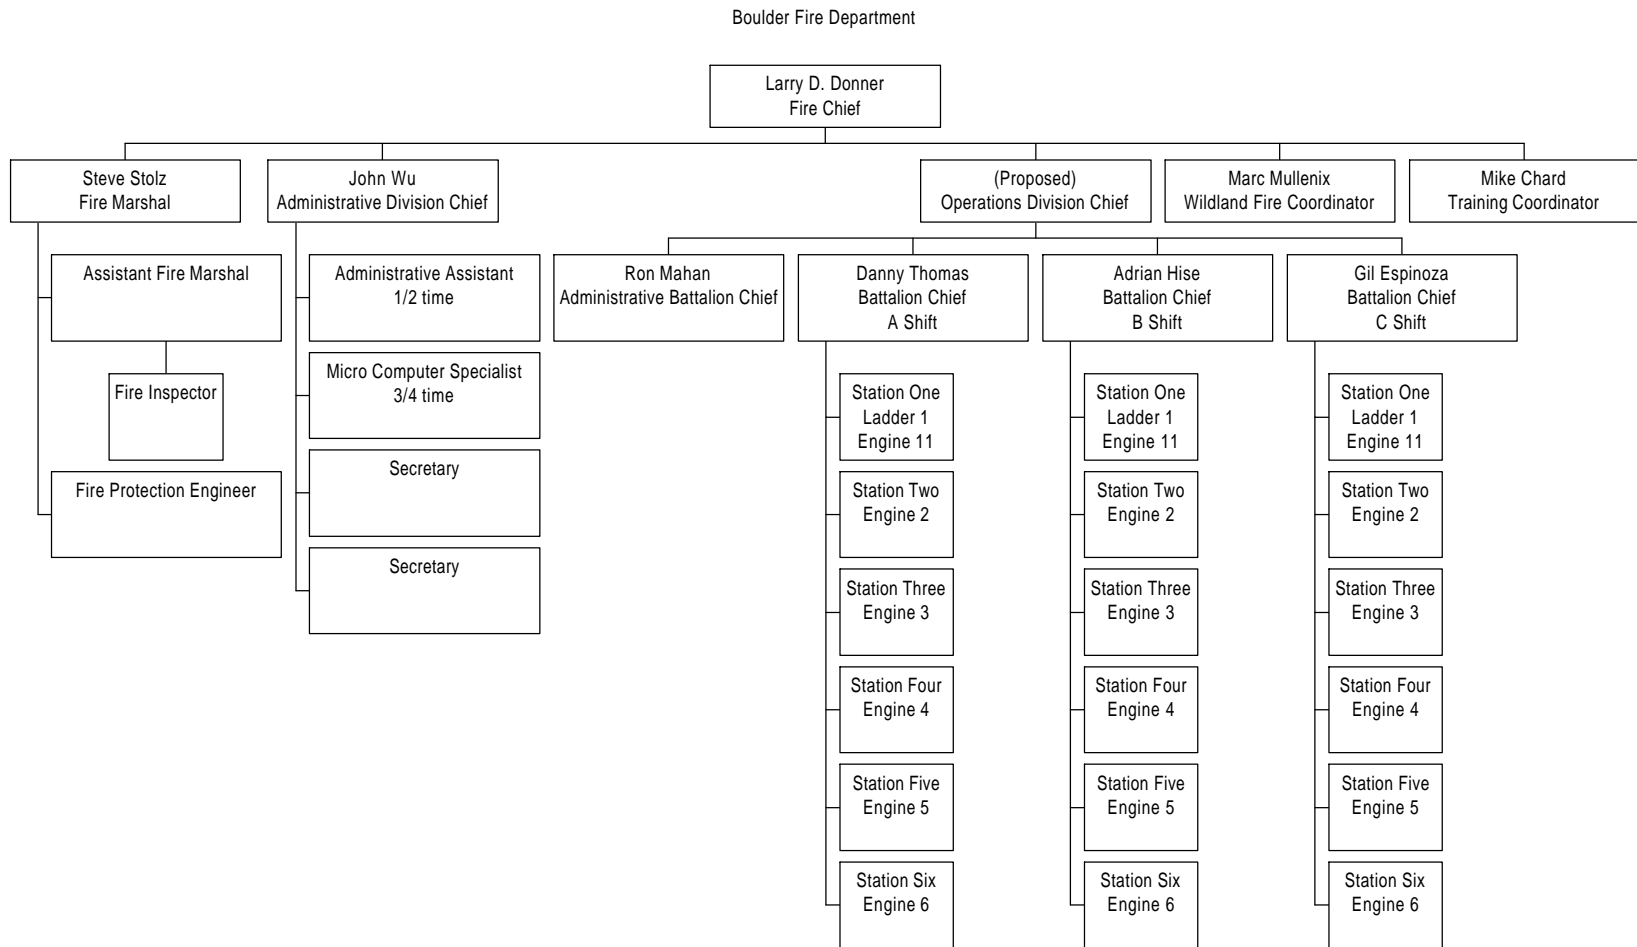 Boulder Fire Department
Larry D. Donner
Fire Chief
Steve Stolz
Fire Marshal
John Wu
Administrative Division Chief
(Proposed)
Operations Division Chief
Marc Mullenix
Wildland Fire Coordinator
Mike Chard
Training Coordinator
Assistant Fire Marshal
Fire Inspector
Fire Protection Engineer
Administrative Assistant
1/2 time
Micro Computer Specialist
3/4 time
Secretary
Secretary
Ron Mahan
Administrative Battalion Chief
Danny Thomas
Battalion Chief
A Shift
Station One
Ladder 1
Engine 11
Station Two
Engine 2
Station Three
Engine 3
Station Four
Engine 4
Station Five
Engine 5
Station Six
Engine 6
Adrian Hise
Battalion Chief
B Shift
Station One
Ladder 1
Engine 11
Station Two
Engine 2
Station Three
Engine 3
Station Four
Engine 4
Station Five
Engine 5
Station Six
Engine 6
Gil Espinoza
Battalion Chief
C Shift
Station One
Ladder 1
Engine 11
Station Two
Engine 2
Station Three
Engine 3
Station Four
Engine 4
Station Five
Engine 5
Station Six
Engine 6